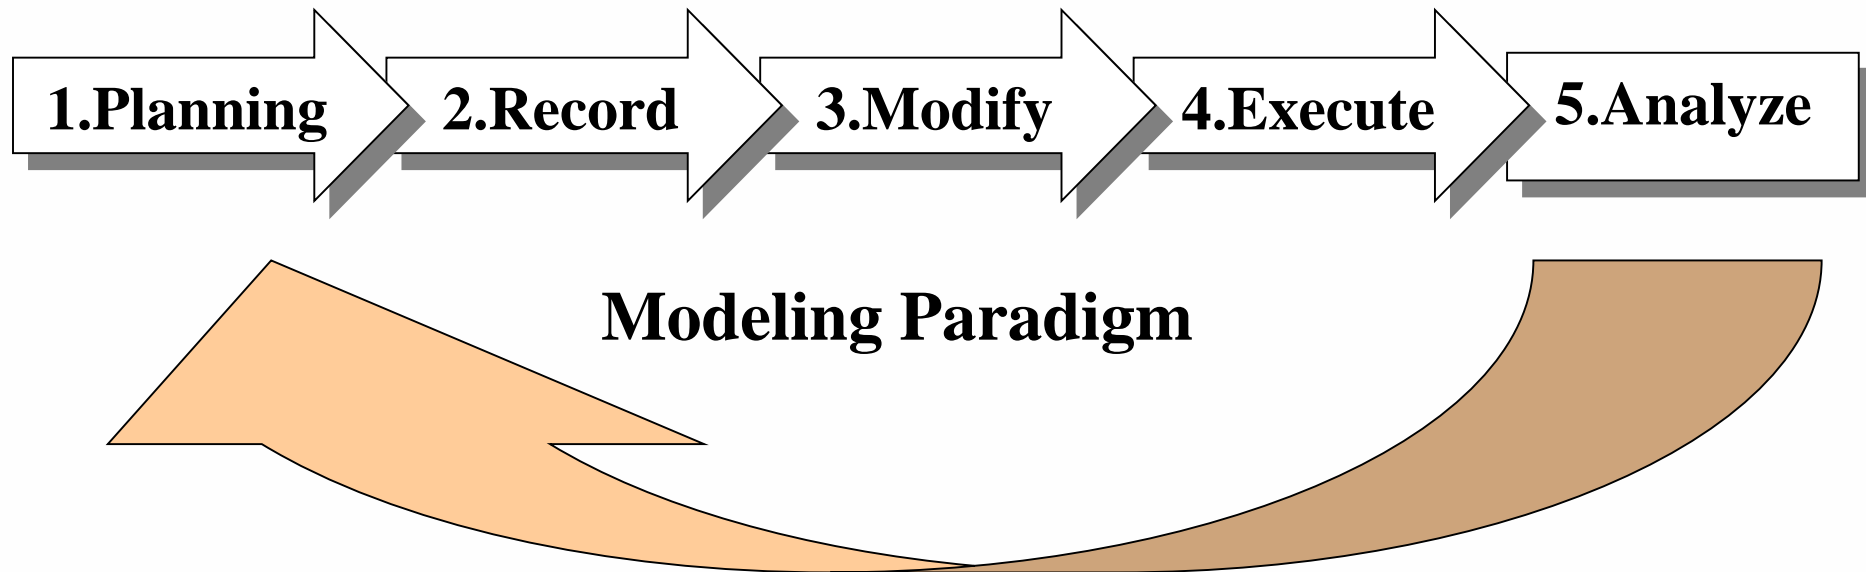 1.Planning 2.Record 3.Modify 4.Execute 5.Analyze
Modeling Paradigm